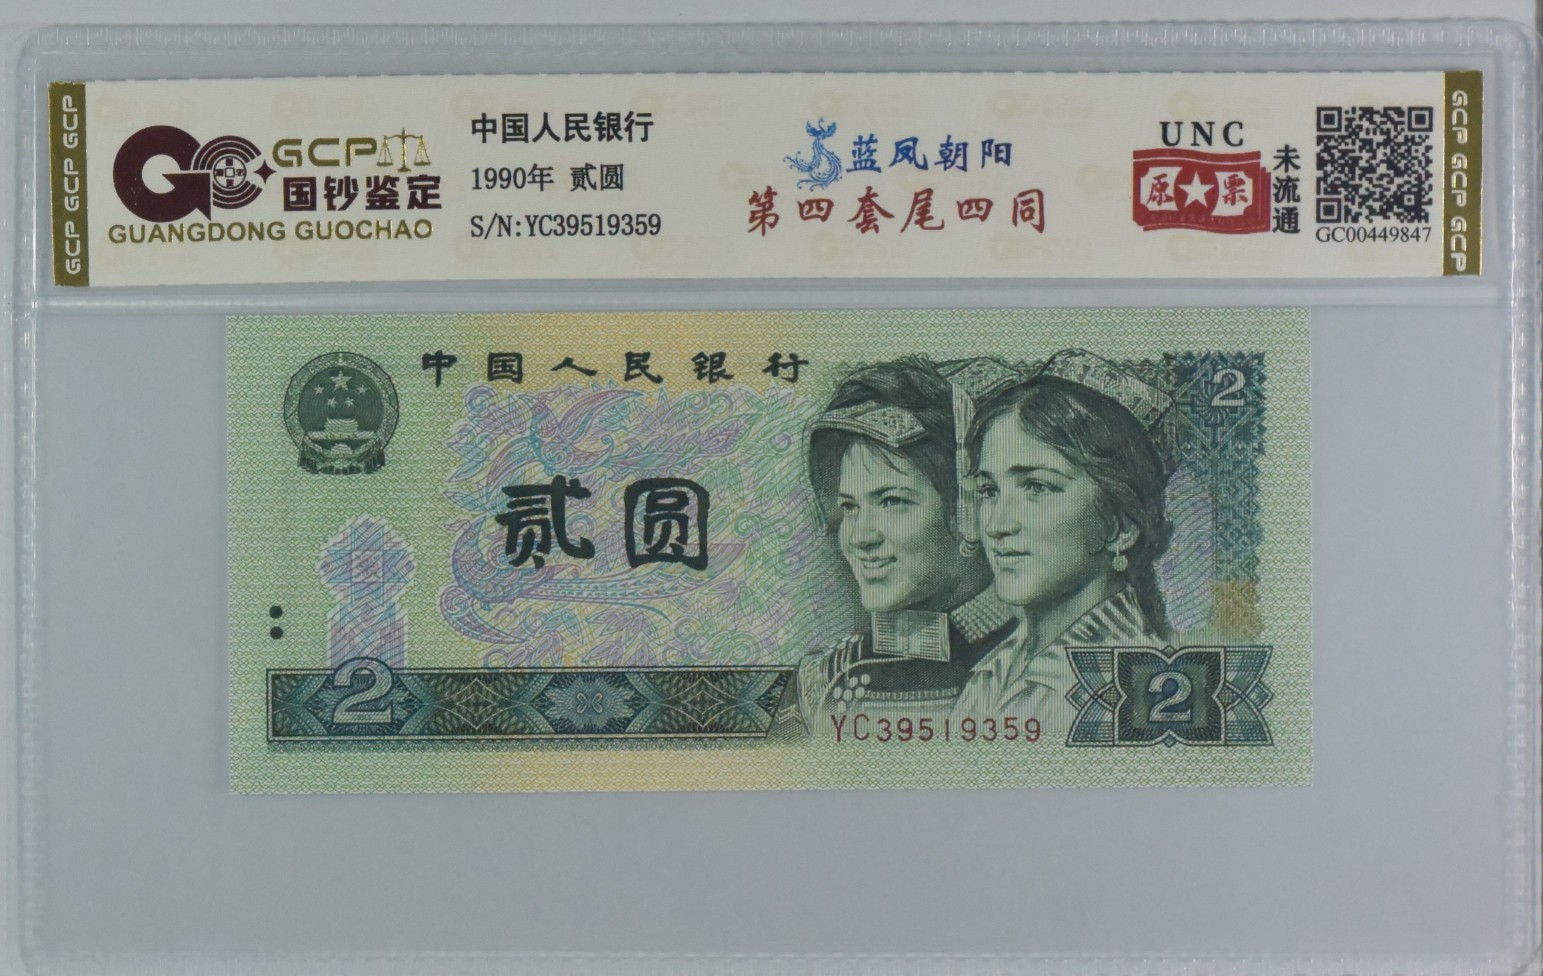 GCP GCP GCP
GCP
国钞鉴定
GUANGDONG GUOCHAO
中国人民银行
1990年 贰圆
S/N:YC39519359
蓝凤朝阳
第四套尾四同
UNC
原★票
未流通
GC00449847
GCP GCP GCP
中国人民银行
2
贰圆
2
YC39519359
2